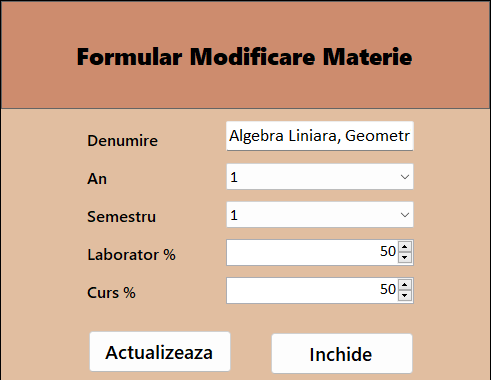 Formular Modificare Materie
Denumire Algebra Liniara, Geometr
An 1
Semestru 1
Laborator % 50
Curs % 50
Actualizeaza Inchide